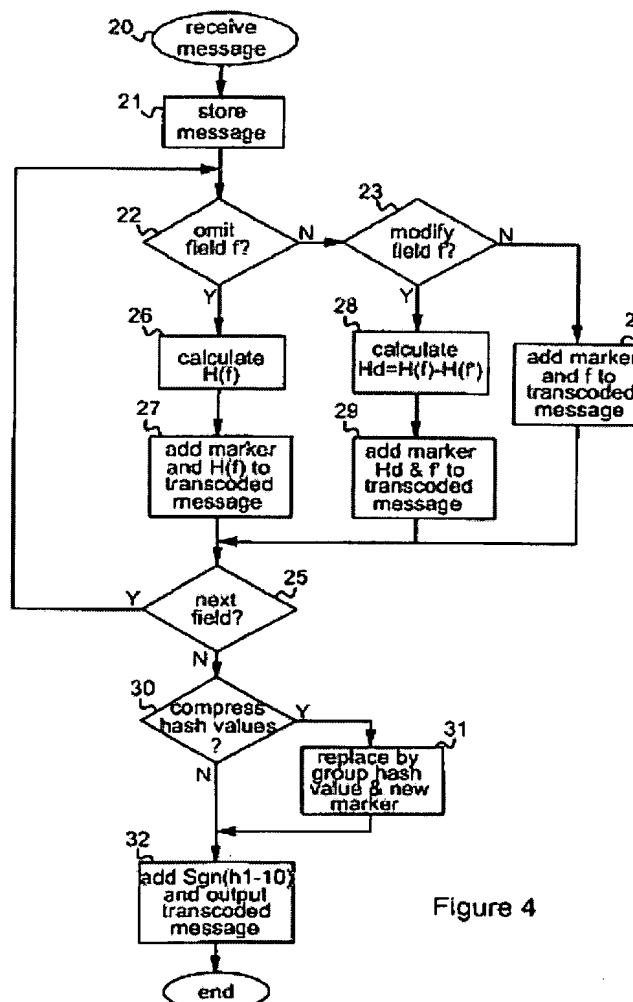 20
receive
message
21
store
message
22
omit
field f?
N
Y
23
modify
field f?
N
Y
26
calculate
H(f)
28
calculate
Hd=H(f)-H(f')
2
add marker
and f to
transcoded
message
27
add marker
and H(f) to
transcoded
message
29
add marker
Hd & f' to
transcoded
message
25
Y
next
field?
N
30
compress
hash values
?
Y
N
31
replace by
group hash
value & new
marker
32
add Sgn(h1-10)
and output
transcoded
message
Figure 4
end